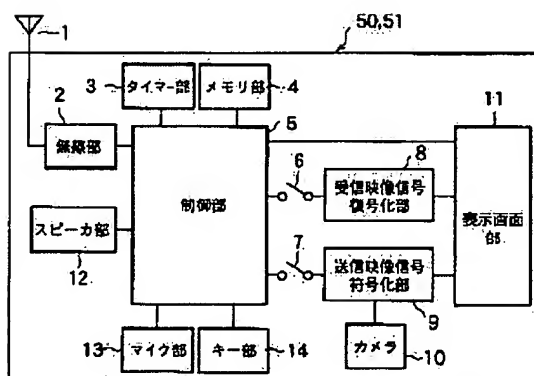 50,51
1
3
タイマー部
メモリ部
4
11
2
5
無線部
6
8
受信映像信号
復号化部
制御部
表示画面
部
スピーカ部
7
送信映像信号
符号化部
12
9
13
マイク部
キー部
14
カメラ
10